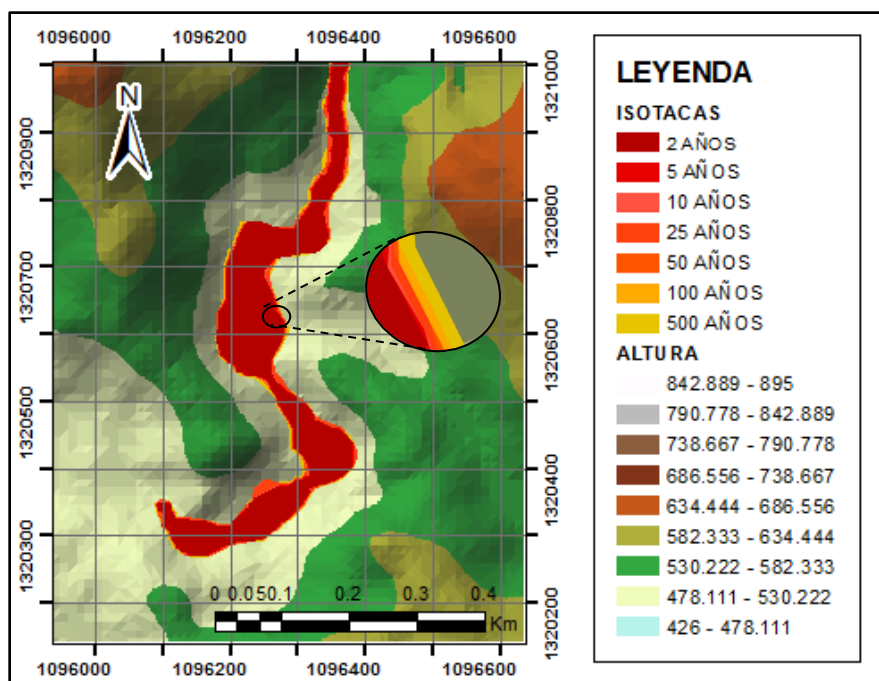 1096000 1096200 1096400 1096600
N
1320900
1320700
1320500
1320300
1321000
1320800
1320600
1320400
1320200
0 0.050.1 0.2 0.3 0.4
Km
1096000 1096200 1096400 1096600
LEYENDA
ISOTACAS
2 AÑOS
5 AÑOS
10 AÑOS
25 AÑOS
50 AÑOS
100 AÑOS
500 AÑOS
ALTURA
842.889 - 895
790.778 - 842.889
738.667 - 790.778
686.556 - 738.667
634.444 - 686.556
582.333 - 634.444
530.222 - 582.333
478.111 - 530.222
426 - 478.111